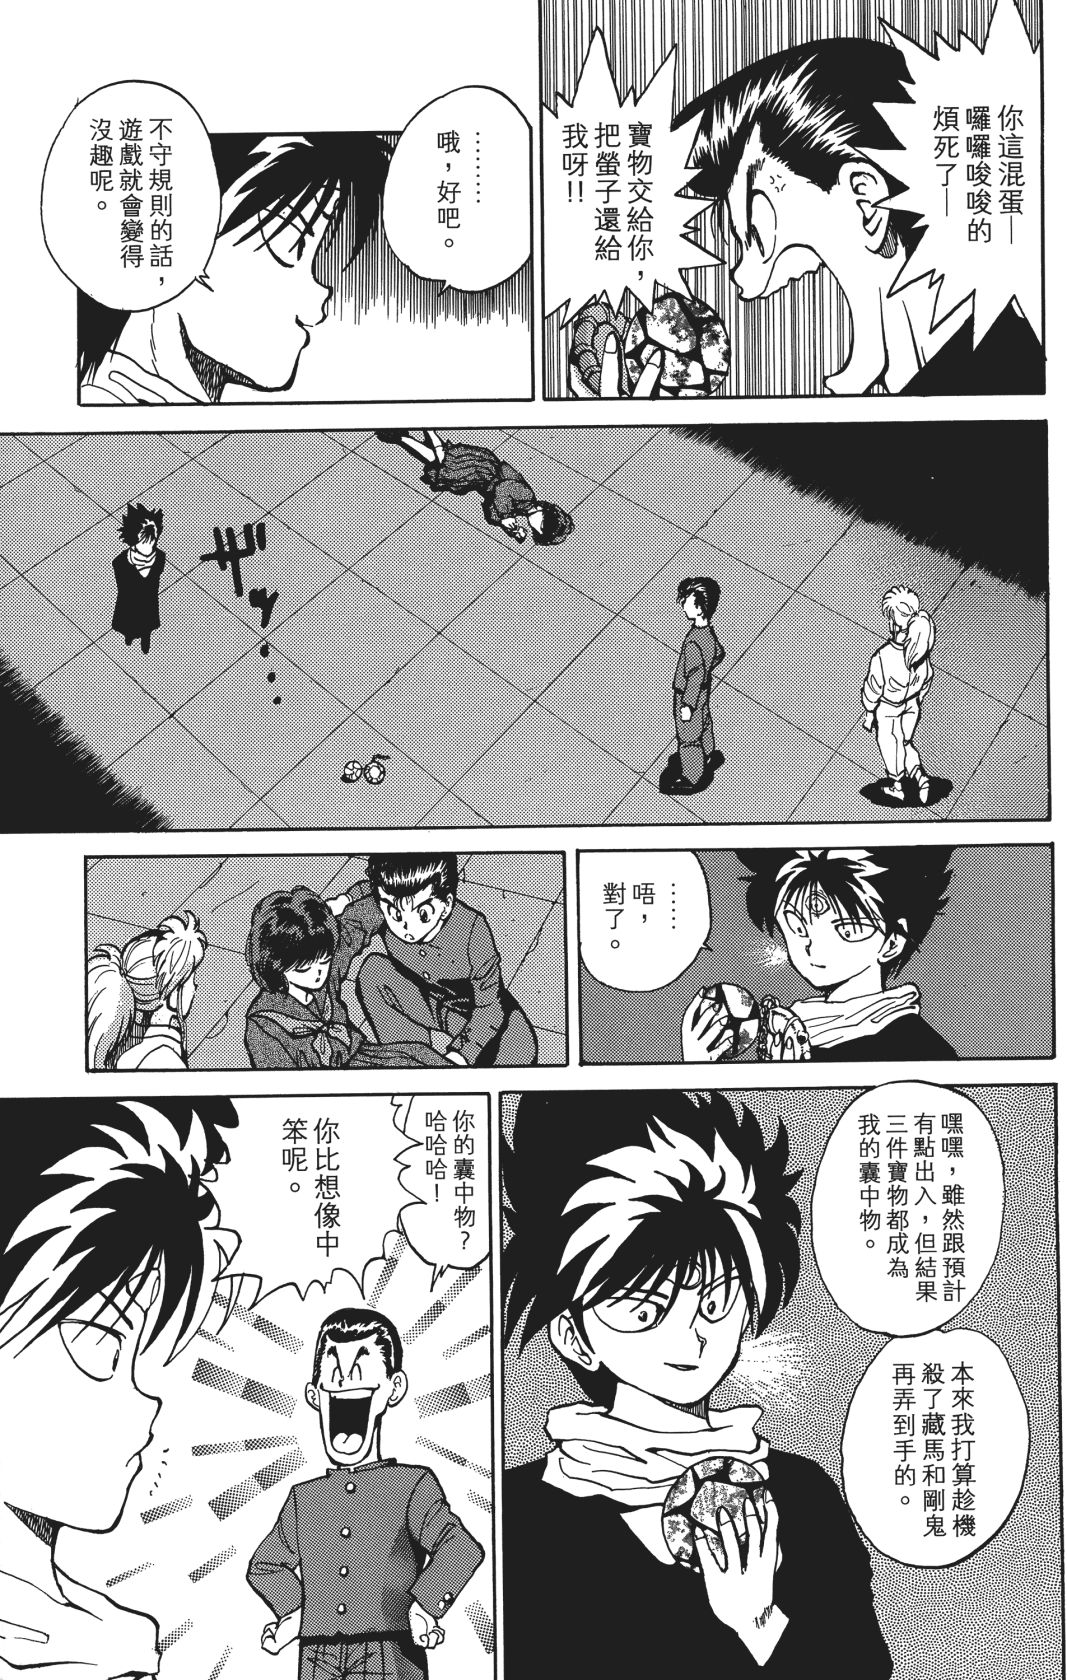 你這混蛋—
囉囉唆唆的
煩死了—
寶物交給你，
把螢子還給
我呀!!
………
哦，好吧。
不守規則的話，
遊戲就會變得
沒趣呢。
ザッ…
……
唔，
對了。
嘿嘿，雖然跟預計
有點出入，但結果
三件寶物都成為
我的囊中物。
本來我打算趁機
殺了藏馬和剛鬼
再弄到手的。
你的囊中物?
哈哈哈!
你比想像中
笨呢。